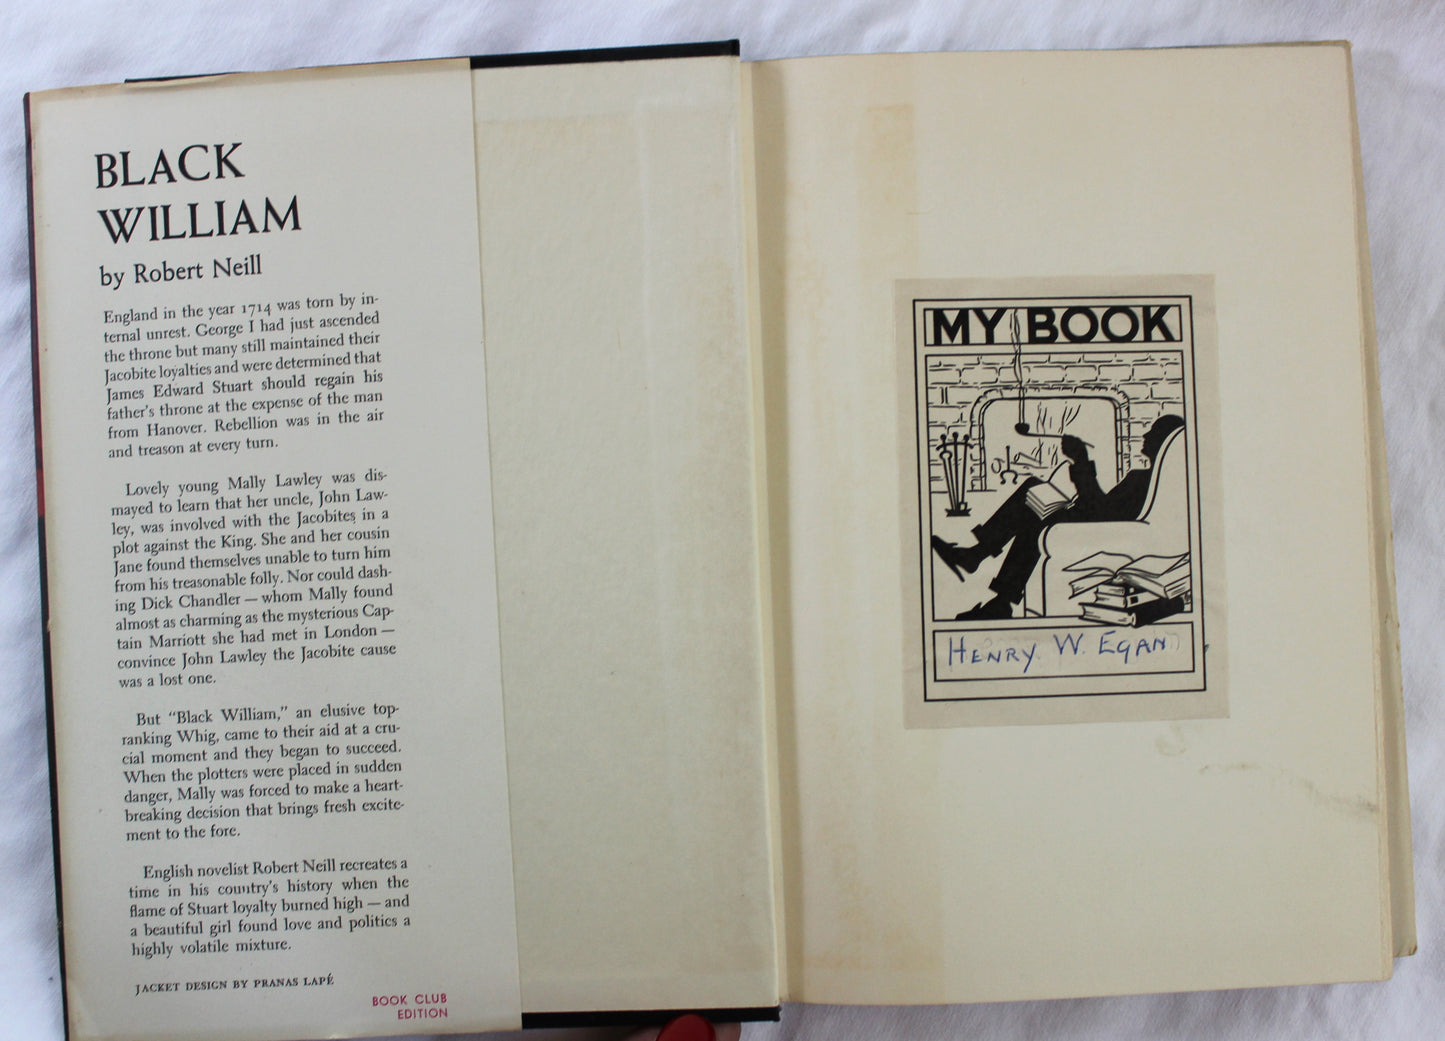 BLACK
WILLIAM
by Robert Neill
England in the year 1714 was torn by in-
ternal unrest. George I had just ascended
the throne but many still maintained their
Jacobite loyalties and were determined that
James Edward Stuart should regain his
father's throne at the expense of the man
from Hanover. Rebellion was in the air
and treason at every turn.
Lovely young Mally Lawley was dis-
mayed to learn that her uncle, John Law-
ley, was involved with the Jacobites in a
plot against the King. She and her cousin
Jane found themselves unable to turn him
from his treasonable folly. Nor could dash-
ing Dick Chandler — whom Mally found
almost as charming as the mysterious Cap-
tain Marriott she had met in London —
convince John Lawley the Jacobite cause
was a lost one.
But "Black William," an elusive top-
ranking Whig, came to their aid at a cru-
cial moment and they began to succeed.
When the plotters were placed in sudden
danger, Mally was forced to make a heart-
breaking decision that brings fresh excite-
ment to the fore.
English novelist Robert Neill recreates a
time in his country's history when the
flame of Stuart loyalty burned high — and
a beautiful girl found love and politics a
highly volatile mixture.
JACKET DESIGN BY PRANAS LAPÉ
BOOK CLUB
EDITION
MY BOOK
HENRY W. EGAN